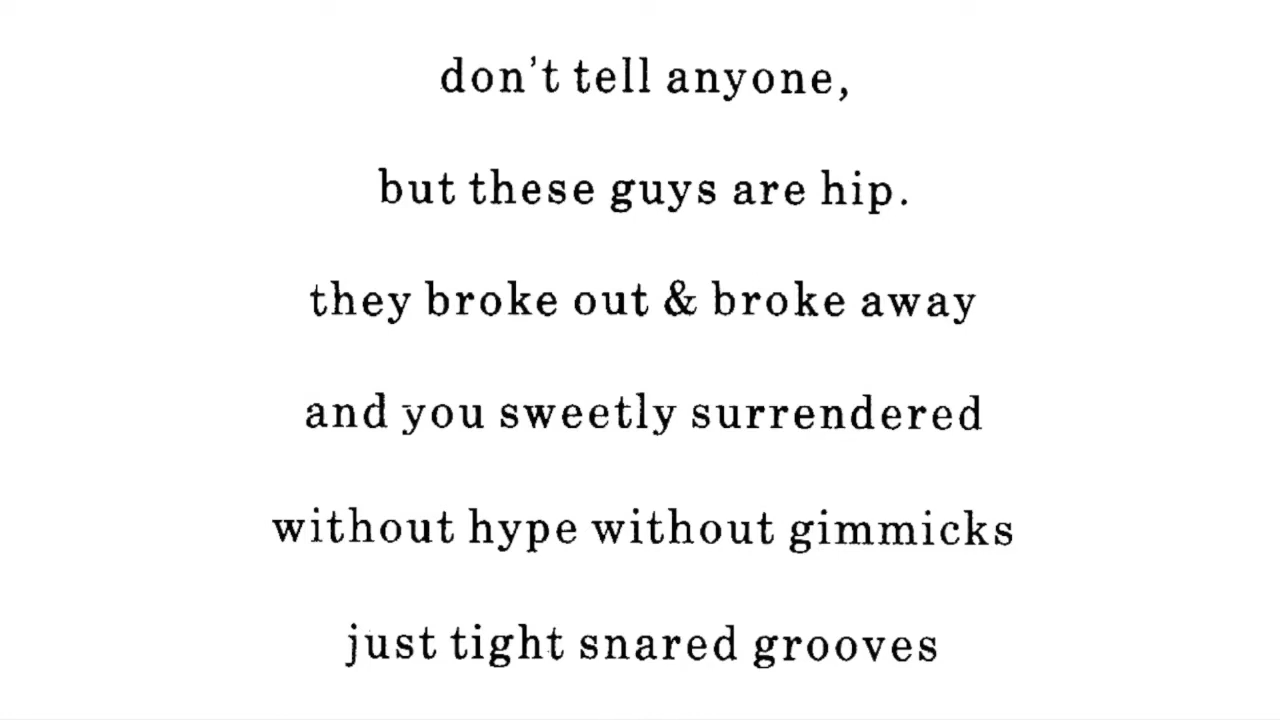 don't tell anyone,
but these guys are hip.
they broke out & broke away
and you sweetly surrendered
without hype without gimmicks
just tight snared grooves